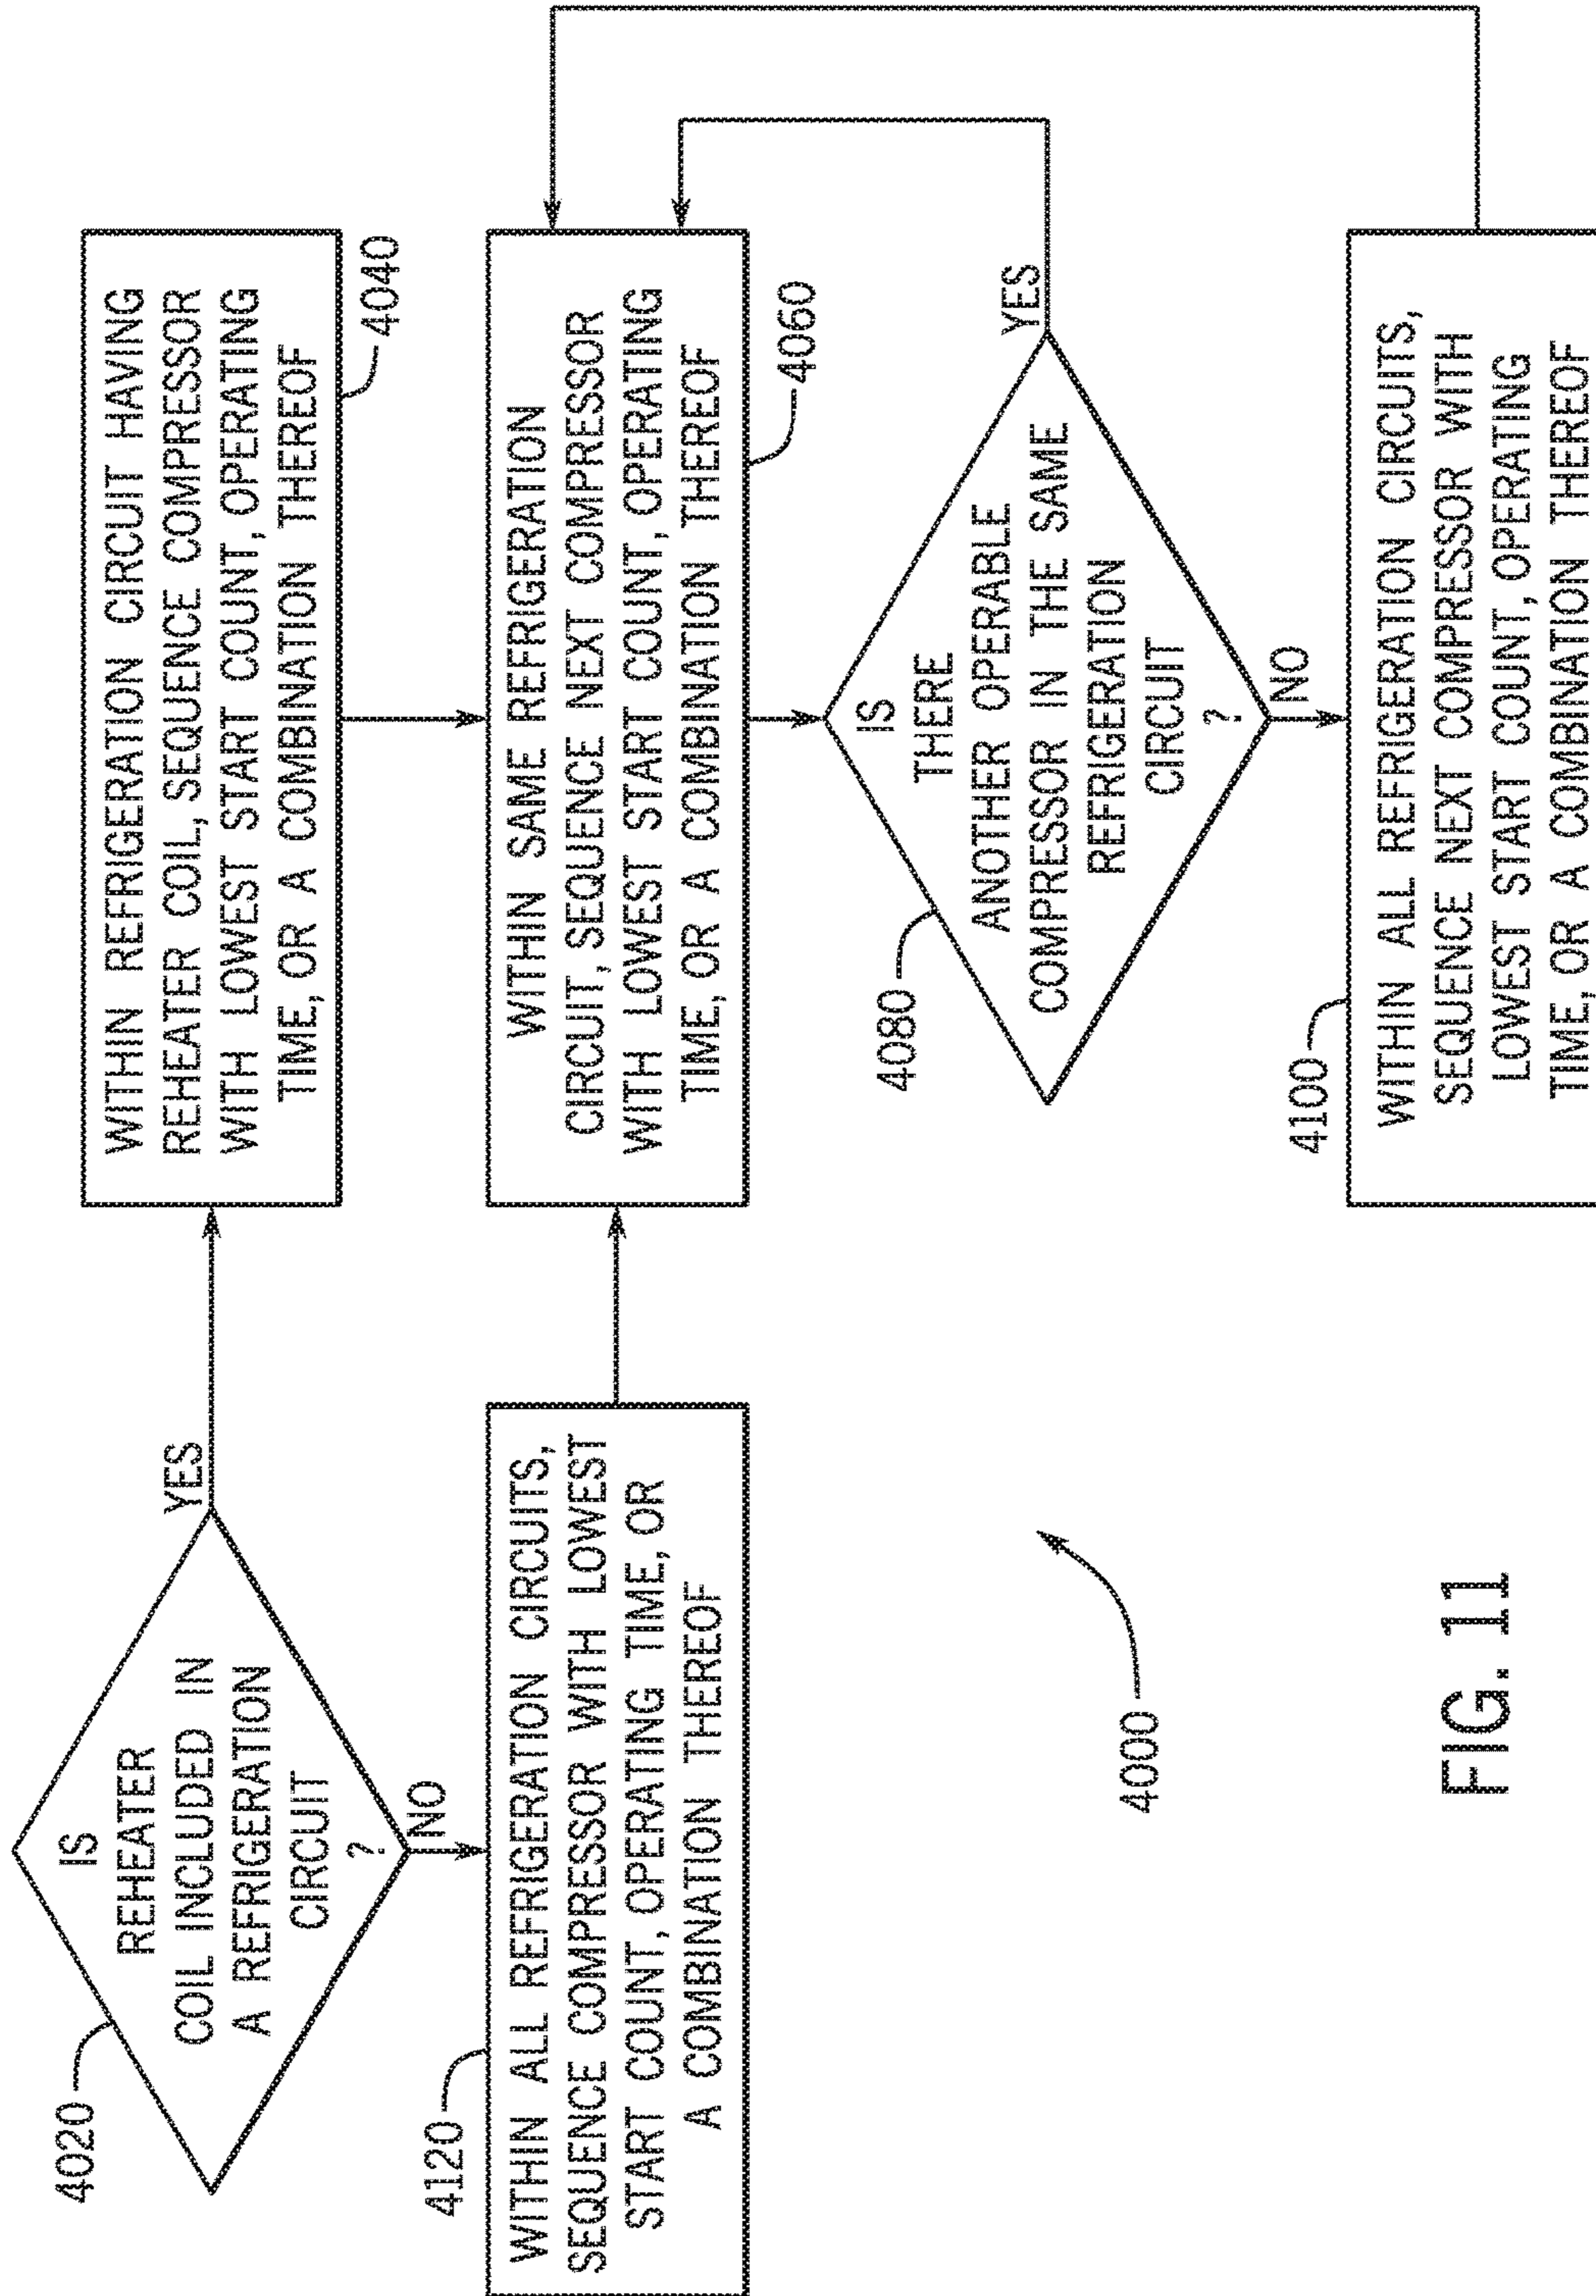 IS
REHEATER
COIL INCLUDED IN
A REFRIGERATION
CIRCUIT
?
4020
YES
NO
WITHIN REFRIGERATION CIRCUIT HAVING
REHEATER COIL, SEQUENCE COMPRESSOR
WITH LOWEST START COUNT, OPERATING
TIME, OR A COMBINATION THEREOF
4040
4120
WITHIN ALL REFRIGERATION CIRCUITS,
SEQUENCE COMPRESSOR WITH LOWEST
START COUNT, OPERATING TIME, OR
A COMBINATION THEREOF
WITHIN SAME REFRIGERATION
CIRCUIT, SEQUENCE NEXT COMPRESSOR
WITH LOWEST START COUNT, OPERATING
TIME, OR A COMBINATION THEREOF
4060
4080
IS
THERE
ANOTHER OPERABLE
COMPRESSOR IN THE SAME
REFRIGERATION
CIRCUIT
?
YES
NO
4100
WITHIN ALL REFRIGERATION CIRCUITS,
SEQUENCE NEXT COMPRESSOR WITH
LOWEST START COUNT, OPERATING
TIME, OR A COMBINATION THEREOF
4000
FIG. 11